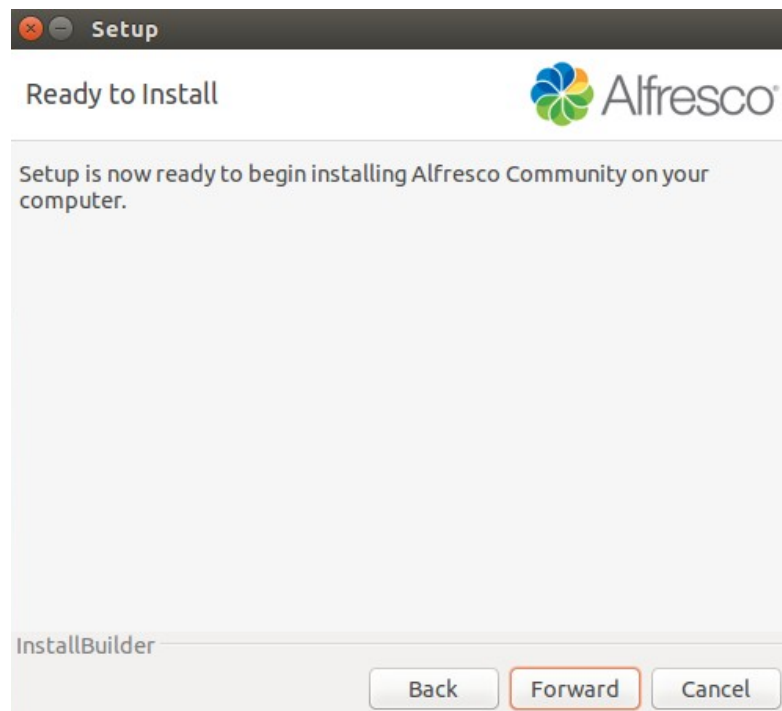 Setup
Ready to Install
Alfresco®
Setup is now ready to begin installing Alfresco Community on your
computer.
InstallBuilder
Back
Forward
Cancel